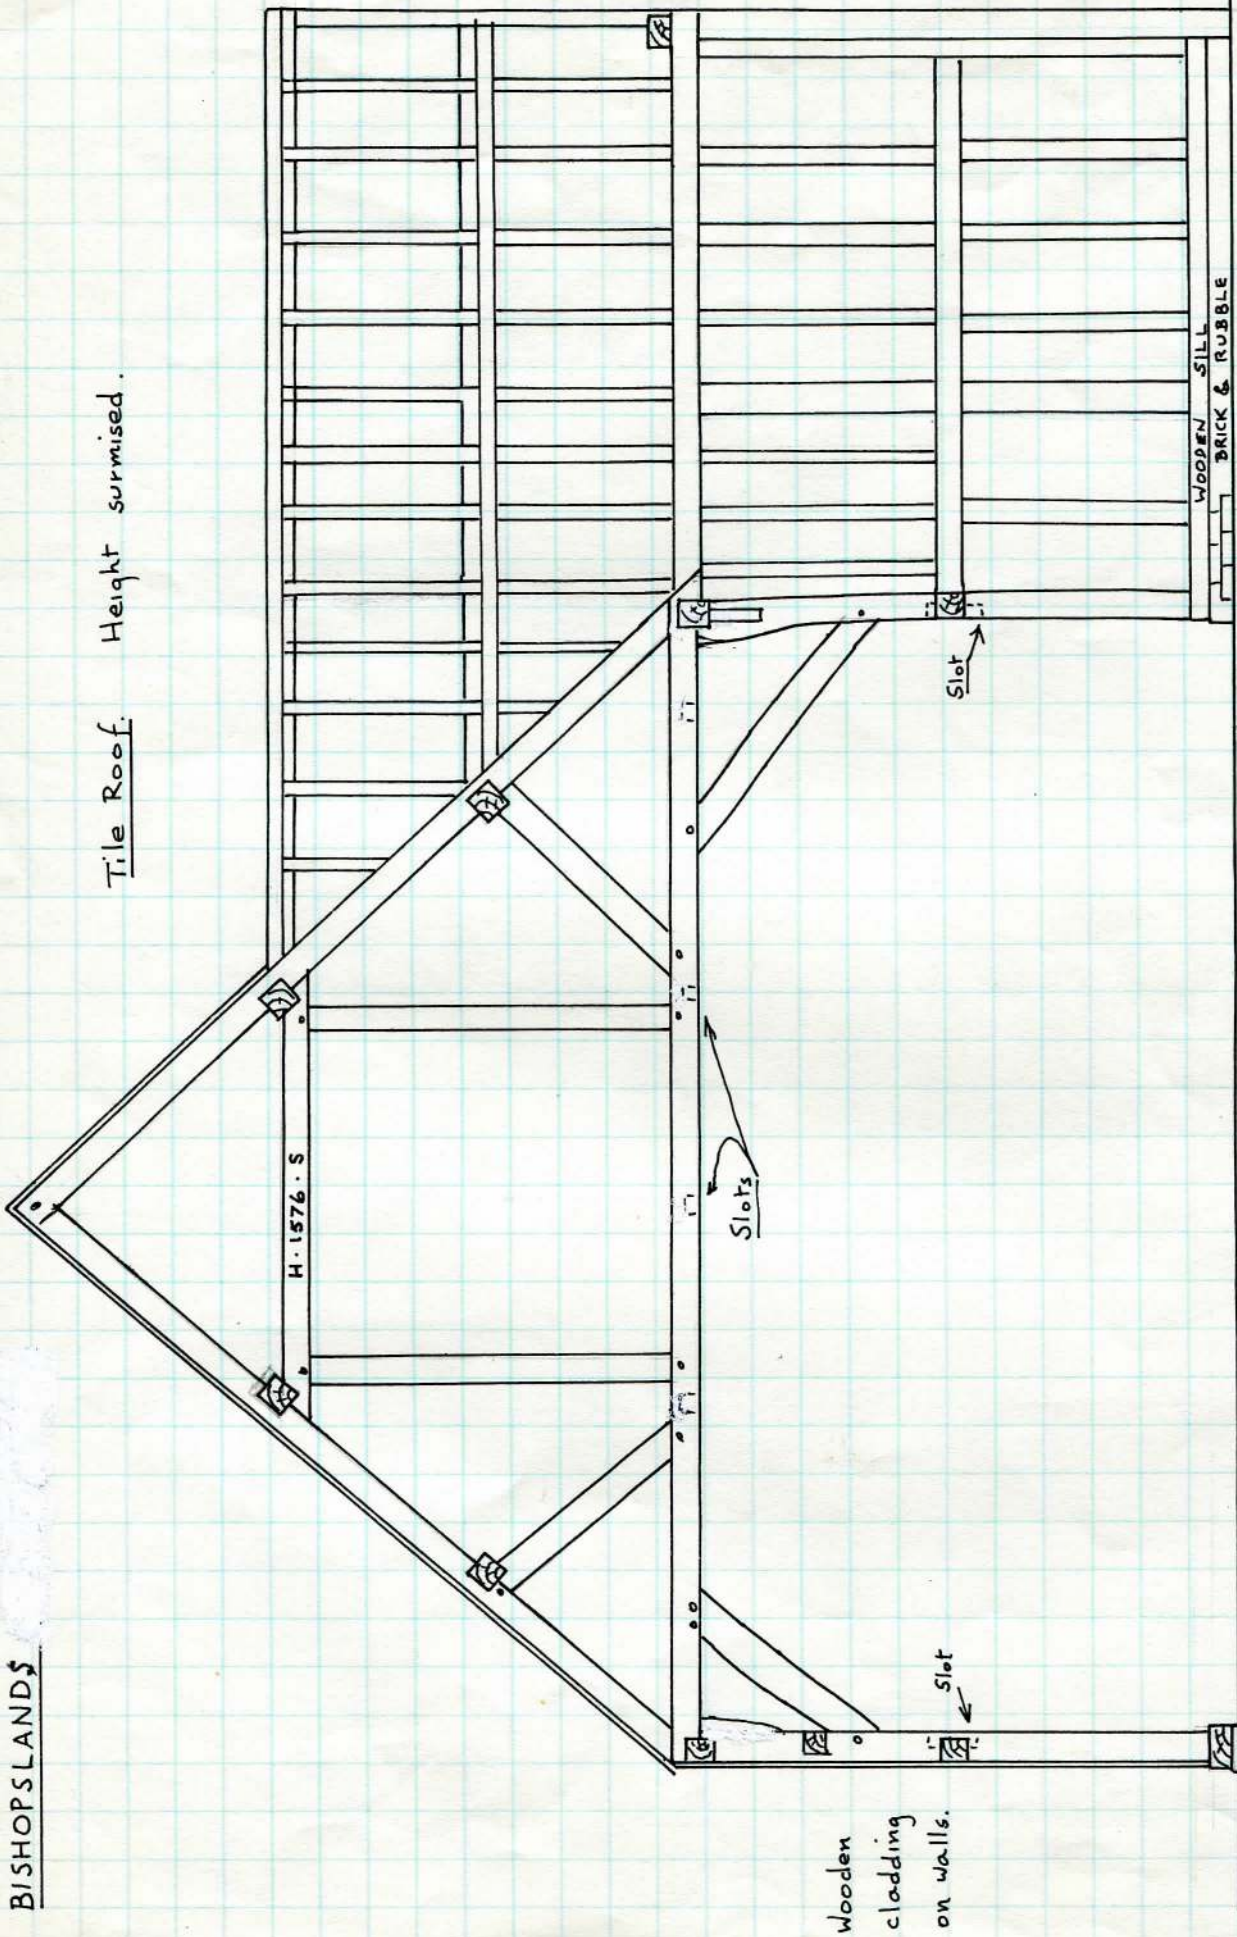 BISHOPSLANDS
Tile Roof. Height surmised.
H·1576·S
Slots
Slot
Slot
Wooden
cladding
on walls.
WOODEN SILL
BRICK & RUBBLE